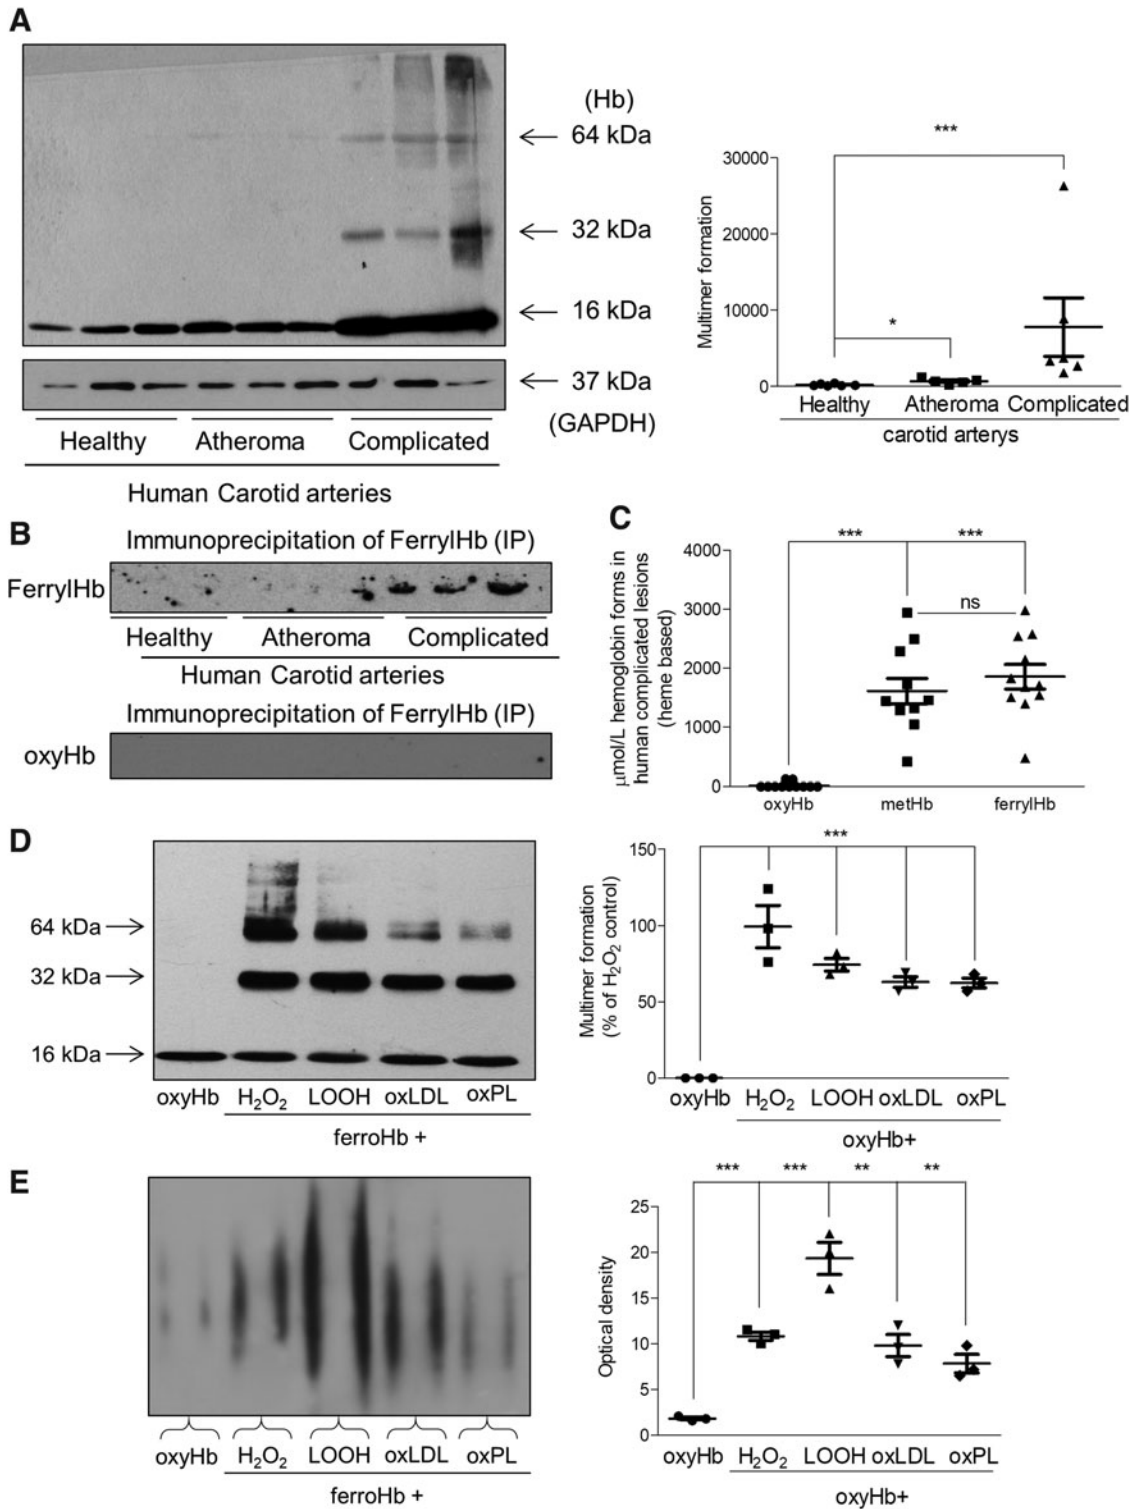 A
(Hb)
64 kDa
32 kDa
16 kDa
37 kDa
(GAPDH)
Healthy Atheroma Complicated
Human Carotid arteries
***
*
Multimer formation
30000
20000
10000
0
Healthy Atheroma Complicated
carotid arterys
B
Immunoprecipitation of FerrylHb (IP)
FerrylHb
Healthy Atheroma Complicated
Human Carotid arteries
Immunoprecipitation of FerrylHb (IP)
oxyHb
C
*** ***
ns
μmol/L hemoglobin forms in
human complicated lesions
(heme based)
4000
3000
2000
1000
0
oxyHb metHb ferrylHb
D
64 kDa
32 kDa
16 kDa
oxyHb H₂O₂ LOOH oxLDL oxPL
ferroHb +
***
Multimer formation
(% of H₂O₂ control)
150
100
50
0
oxyHb H₂O₂ LOOH oxLDL oxPL
oxyHb+
E
oxyHb H₂O₂ LOOH oxLDL oxPL
ferroHb +
*** *** ** **
Optical density
25
20
15
10
5
0
oxyHb H₂O₂ LOOH oxLDL oxPL
oxyHb+